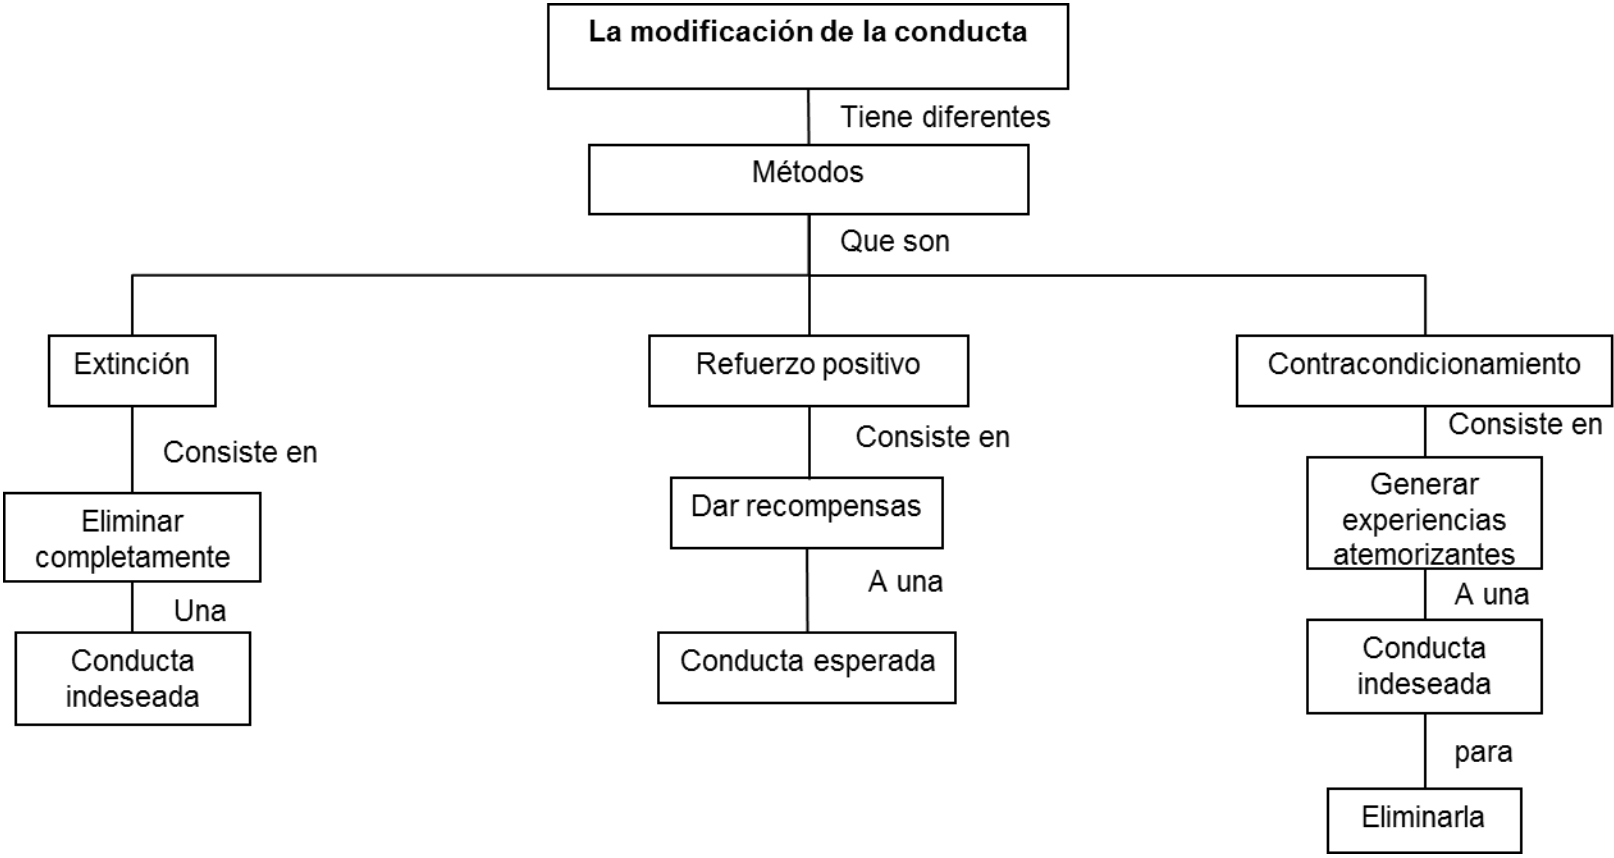 La modificación de la conducta
Tiene diferentes
Métodos
Que son
Extinción
Consiste en
Eliminar
completamente
Una
Conducta
indeseada
Refuerzo positivo
Consiste en
Dar recompensas
A una
Conducta esperada
Contracondicionamiento
Consiste en
Generar
experiencias
atemorizantes
A una
Conducta
indeseada
para
Eliminarla